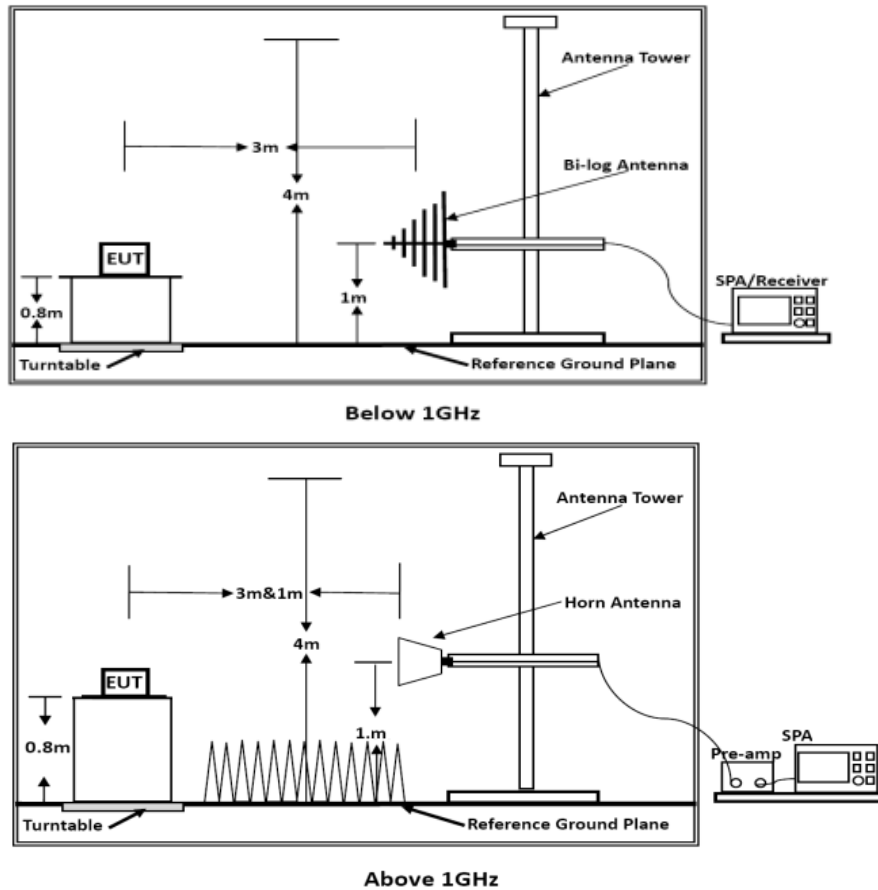 Antenna Tower
3m
Bi-log Antenna
4m
EUT
1m
SPA/Receiver
0.8m
Turntable
Reference Ground Plane
Below 1GHz
Antenna Tower
3m&1m
Horn Antenna
4m
EUT
1.m
SPA
0.8m
Pre-amp
Turntable
Reference Ground Plane
Above 1GHz